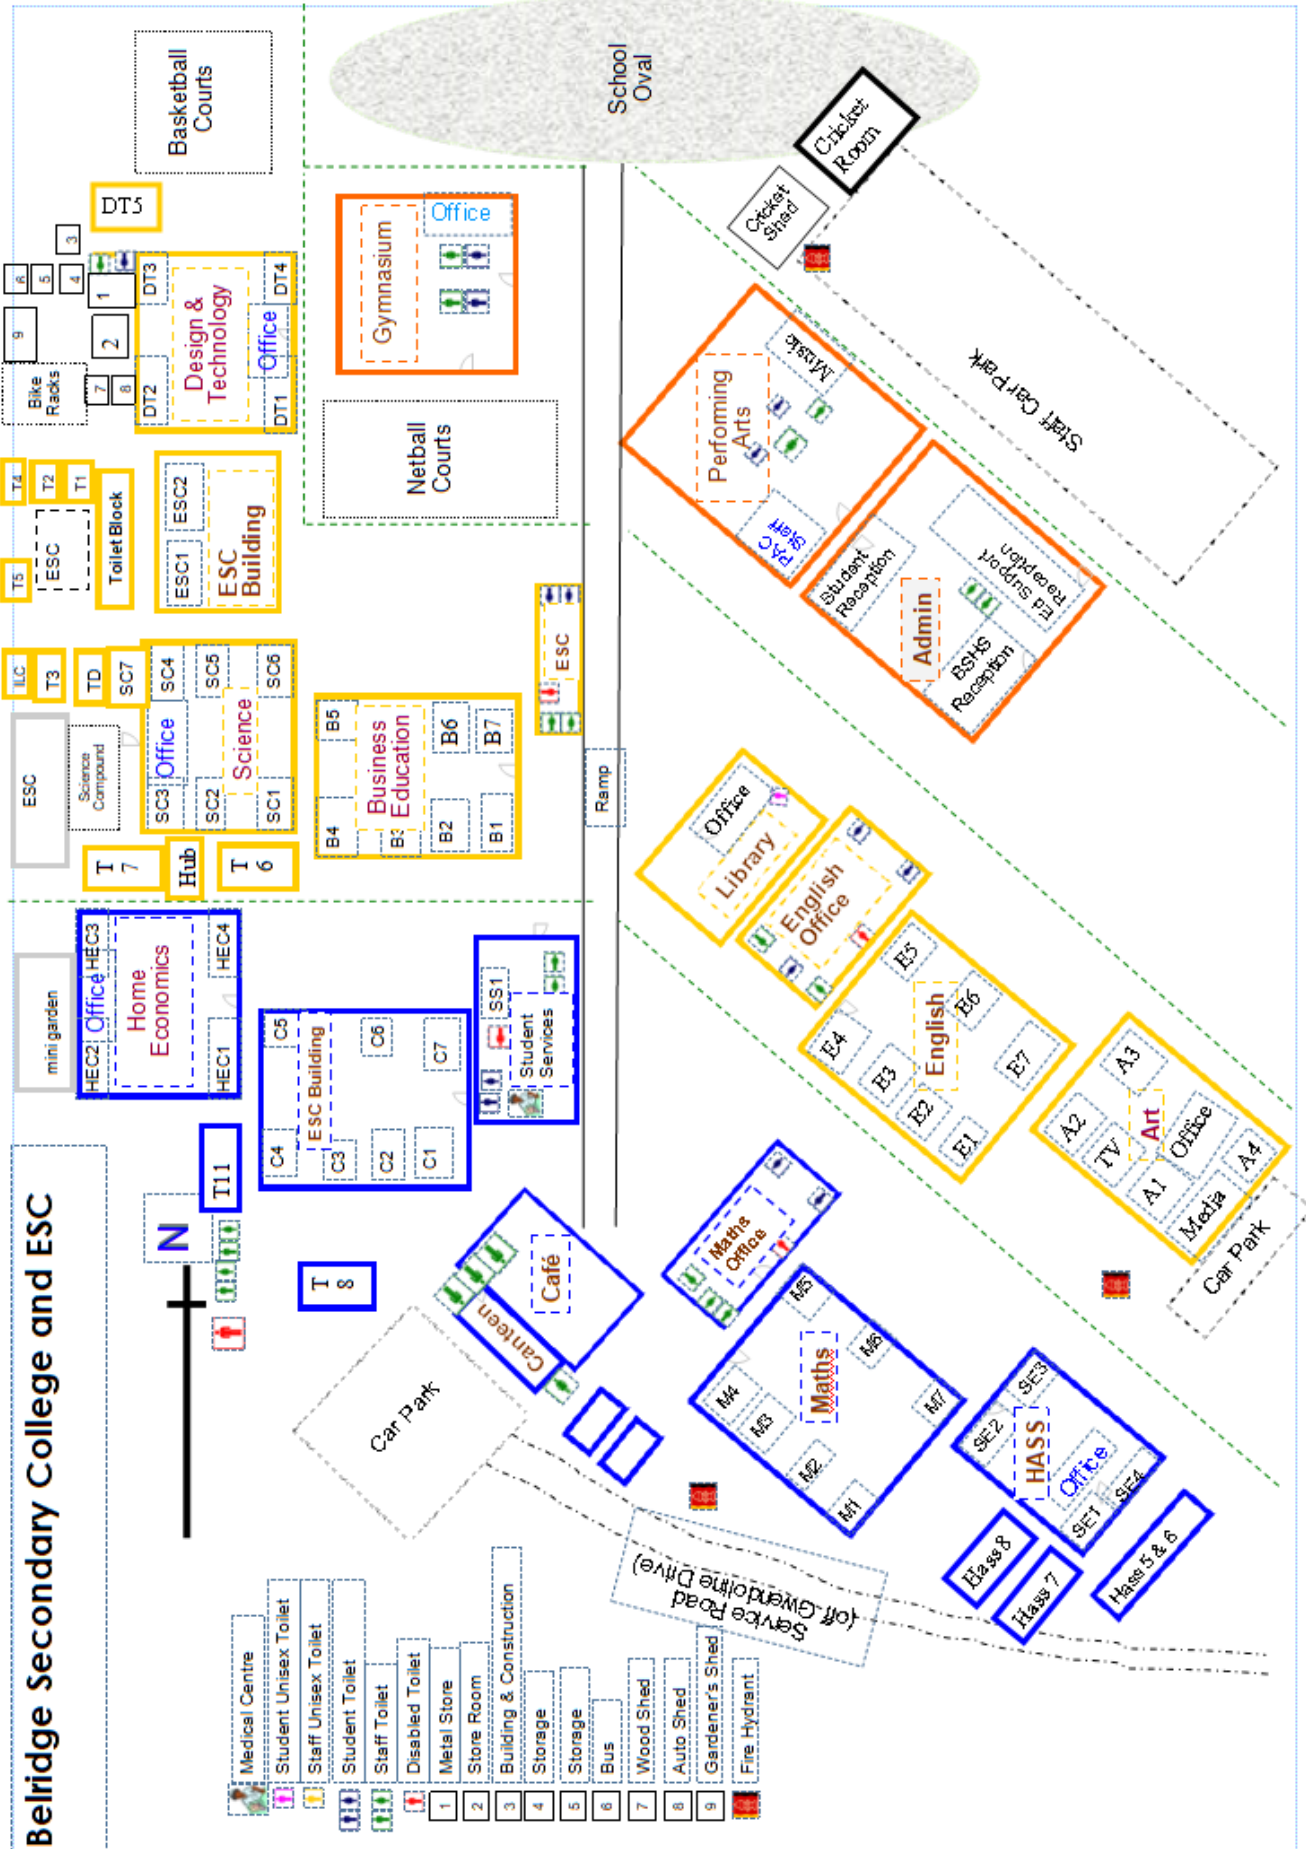 Belridge Secondary College and ESC
Medical Centre
Student Unisex Toilet
Staff Unisex Toilet
Student Toilet
Staff Toilet
Disabled Toilet
1 Metal Store
2 Store Room
3 Building & Construction
4 Storage
5 Storage
6 Bus
7 Wood Shed
8 Auto Shed
9 Gardener's Shed
Fire Hydrant
N
mini garden
HEC2
Office
HEC3
Home
Economics
HEC1
HEC4
T11
T
8
C4
C5
ESC Building
C3
C6
C2
C1
C7
SS1
Student
Services
Canteen
Café
Car Park
Service Road
(off Gwendoline Drive)
ESC
Science
Compound
T
7
Hub
T
6
ILC
T3
TD
SC7
SC3
Office
SC4
SC2
SC5
Science
SC1
SC6
B4
B5
Business
Education
B3
B2
B6
B1
B7
ESC
Ramp
T5
T4
T2
T1
ESC
Toilet Block
ESC1
ESC2
ESC
Building
Bike
Racks
9
6
5
4
3
7
8
2
1
DT5
DT2
DT3
Design &
Technology
DT1
Office
DT4
Basketball
Courts
Netball
Courts
Gymnasium
Office
School
Oval
Cricket
Shed
Cricket
Room
Staff Car Park
Performing
Arts
Music
PAC
Staff
Student
Reception
Admin
Ed Support
Reception
BSHS
Reception
Office
Library
English
Office
E5
E4
English
E6
E3
E2
E1
E7
A3
A2
TV
Art
Office
A1
Media
A4
Car Park
Maths
Office
M5
M4
Maths
M6
M3
M2
M1
M7
SE3
SE2
HASS
Office
SE1
SE4
Hass 8
Hass 7
Hass 5 & 6